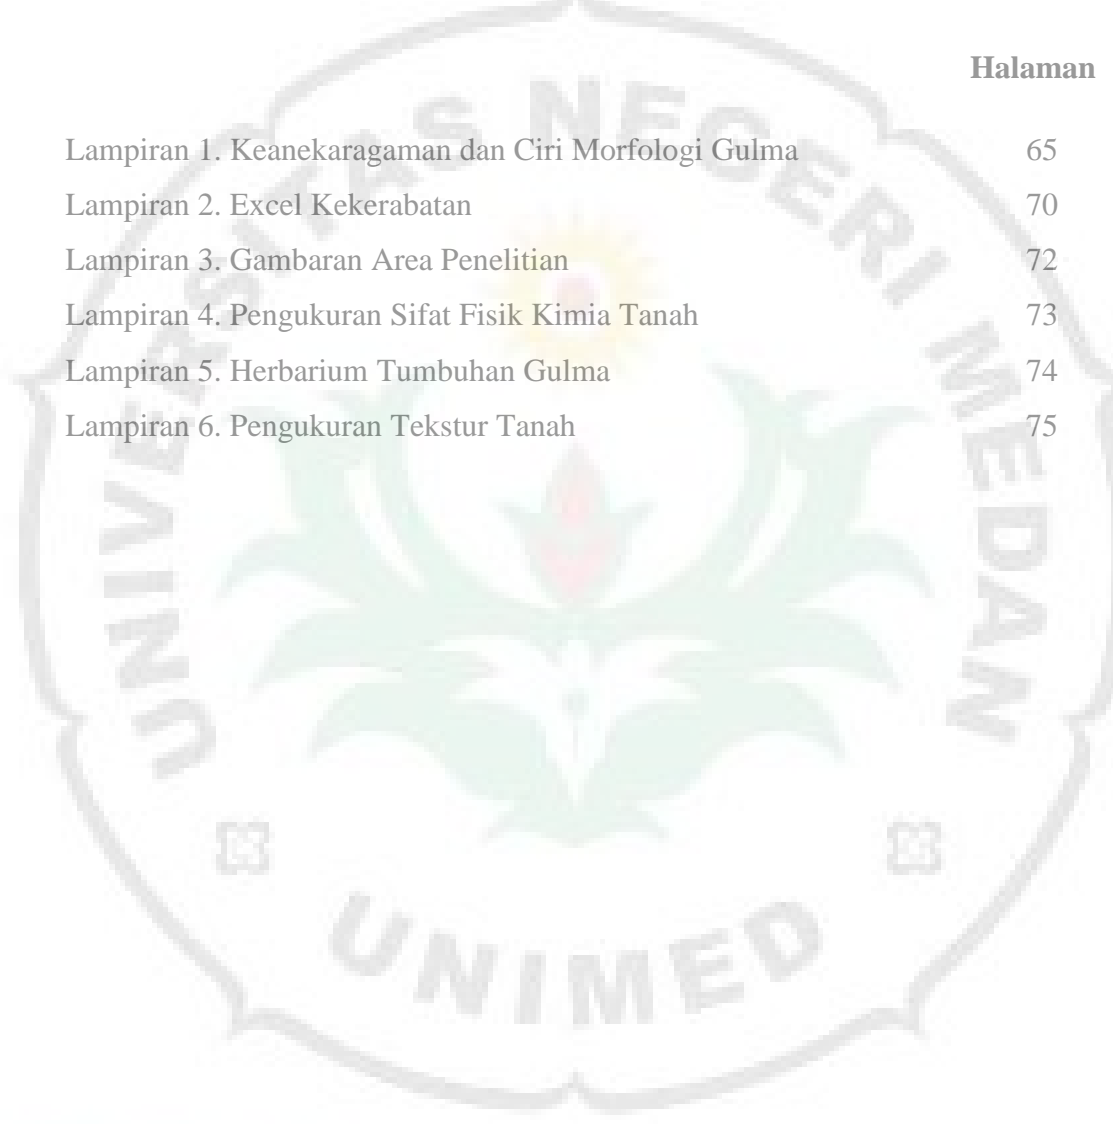 Halaman
Lampiran 1. Keanekaragaman dan Ciri Morfologi Gulma 65
Lampiran 2. Excel Kekerabatan 70
Lampiran 3. Gambaran Area Penelitian 72
Lampiran 4. Pengukuran Sifat Fisik Kimia Tanah 73
Lampiran 5. Herbarium Tumbuhan Gulma 74
Lampiran 6. Pengukuran Tekstur Tanah 75
UNIVERSITAS NEGERI MEDAN
UNIMED